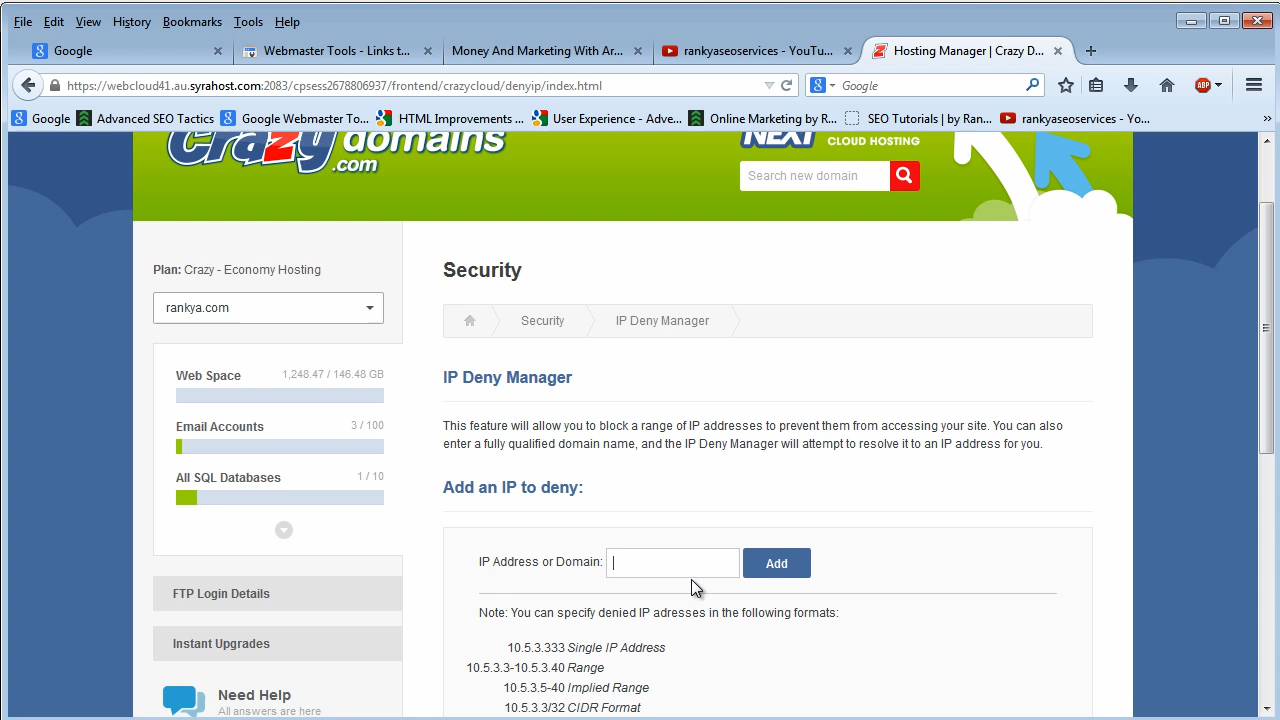 File Edit View History Bookmarks Tools Help
Google
Webmaster Tools - Links t...
Money And Marketing With Ar...
rankyaseoservices - YouTu...
Hosting Manager | Crazy D...
https://webcloud41.au.syrahost.com:2083/cpsess2678806937/frontend/crazycloud/denyip/index.html
Google
ABP
Google Advanced SEO Tactics Google Webmaster To... HTML Improvements ... User Experience - Adve... Online Marketing by R... SEO Tutorials | by Ran... rankyaseoservices - Yo...
Crazy domains
.com
NEXT CLOUD HOSTING
Search new domain
Plan: Crazy - Economy Hosting
rankya.com
Web Space 1,248.47 / 146.48 GB
Email Accounts 3 / 100
All SQL Databases 1 / 10
FTP Login Details
Instant Upgrades
Need Help
All answers are here
Security
Security IP Deny Manager
IP Deny Manager
This feature will allow you to block a range of IP addresses to prevent them from accessing your site. You can also
enter a fully qualified domain name, and the IP Deny Manager will attempt to resolve it to an IP address for you.
Add an IP to deny:
IP Address or Domain: Add
Note: You can specify denied IP adresses in the following formats:
10.5.3.333 Single IP Address
10.5.3.3-10.5.3.40 Range
10.5.3.5-40 Implied Range
10.5.3.3/32 CIDR Format